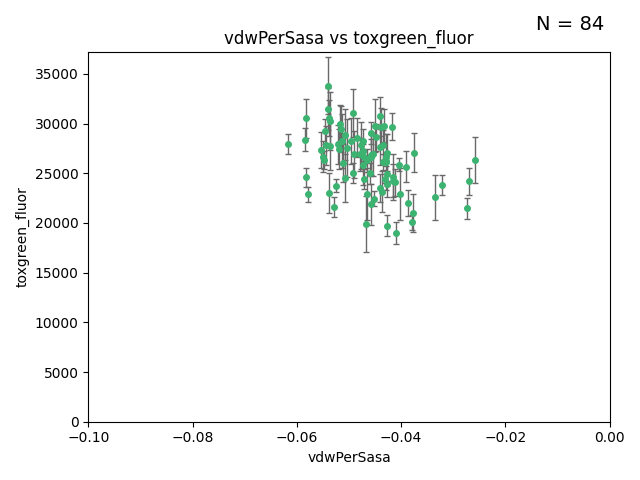 N = 84
vdwPerSasa vs toxgreen_fluor
toxgreen_fluor
35000
30000
25000
20000
15000
10000
5000
0
−0.10 −0.08 −0.06 −0.04 −0.02 0.00
vdwPerSasa